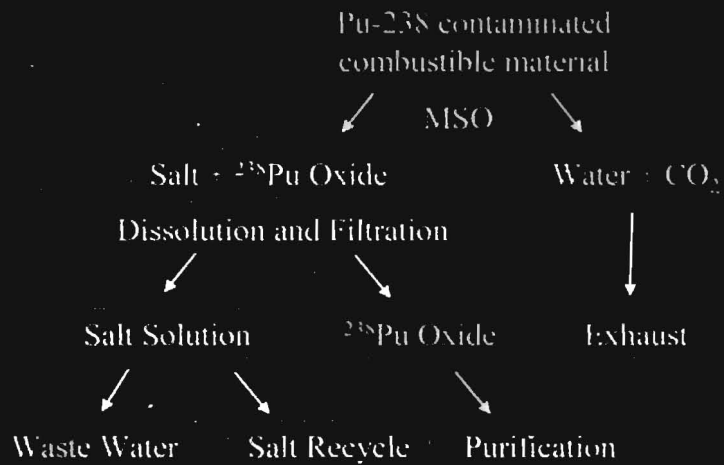 Pu-238 contaminated
combustible material
MSO
Salt + ²³⁸Pu Oxide
Water + CO₂
Dissolution and Filtration
Salt Solution
²³⁸Pu Oxide
Exhaust
Waste Water
Salt Recycle
Purification